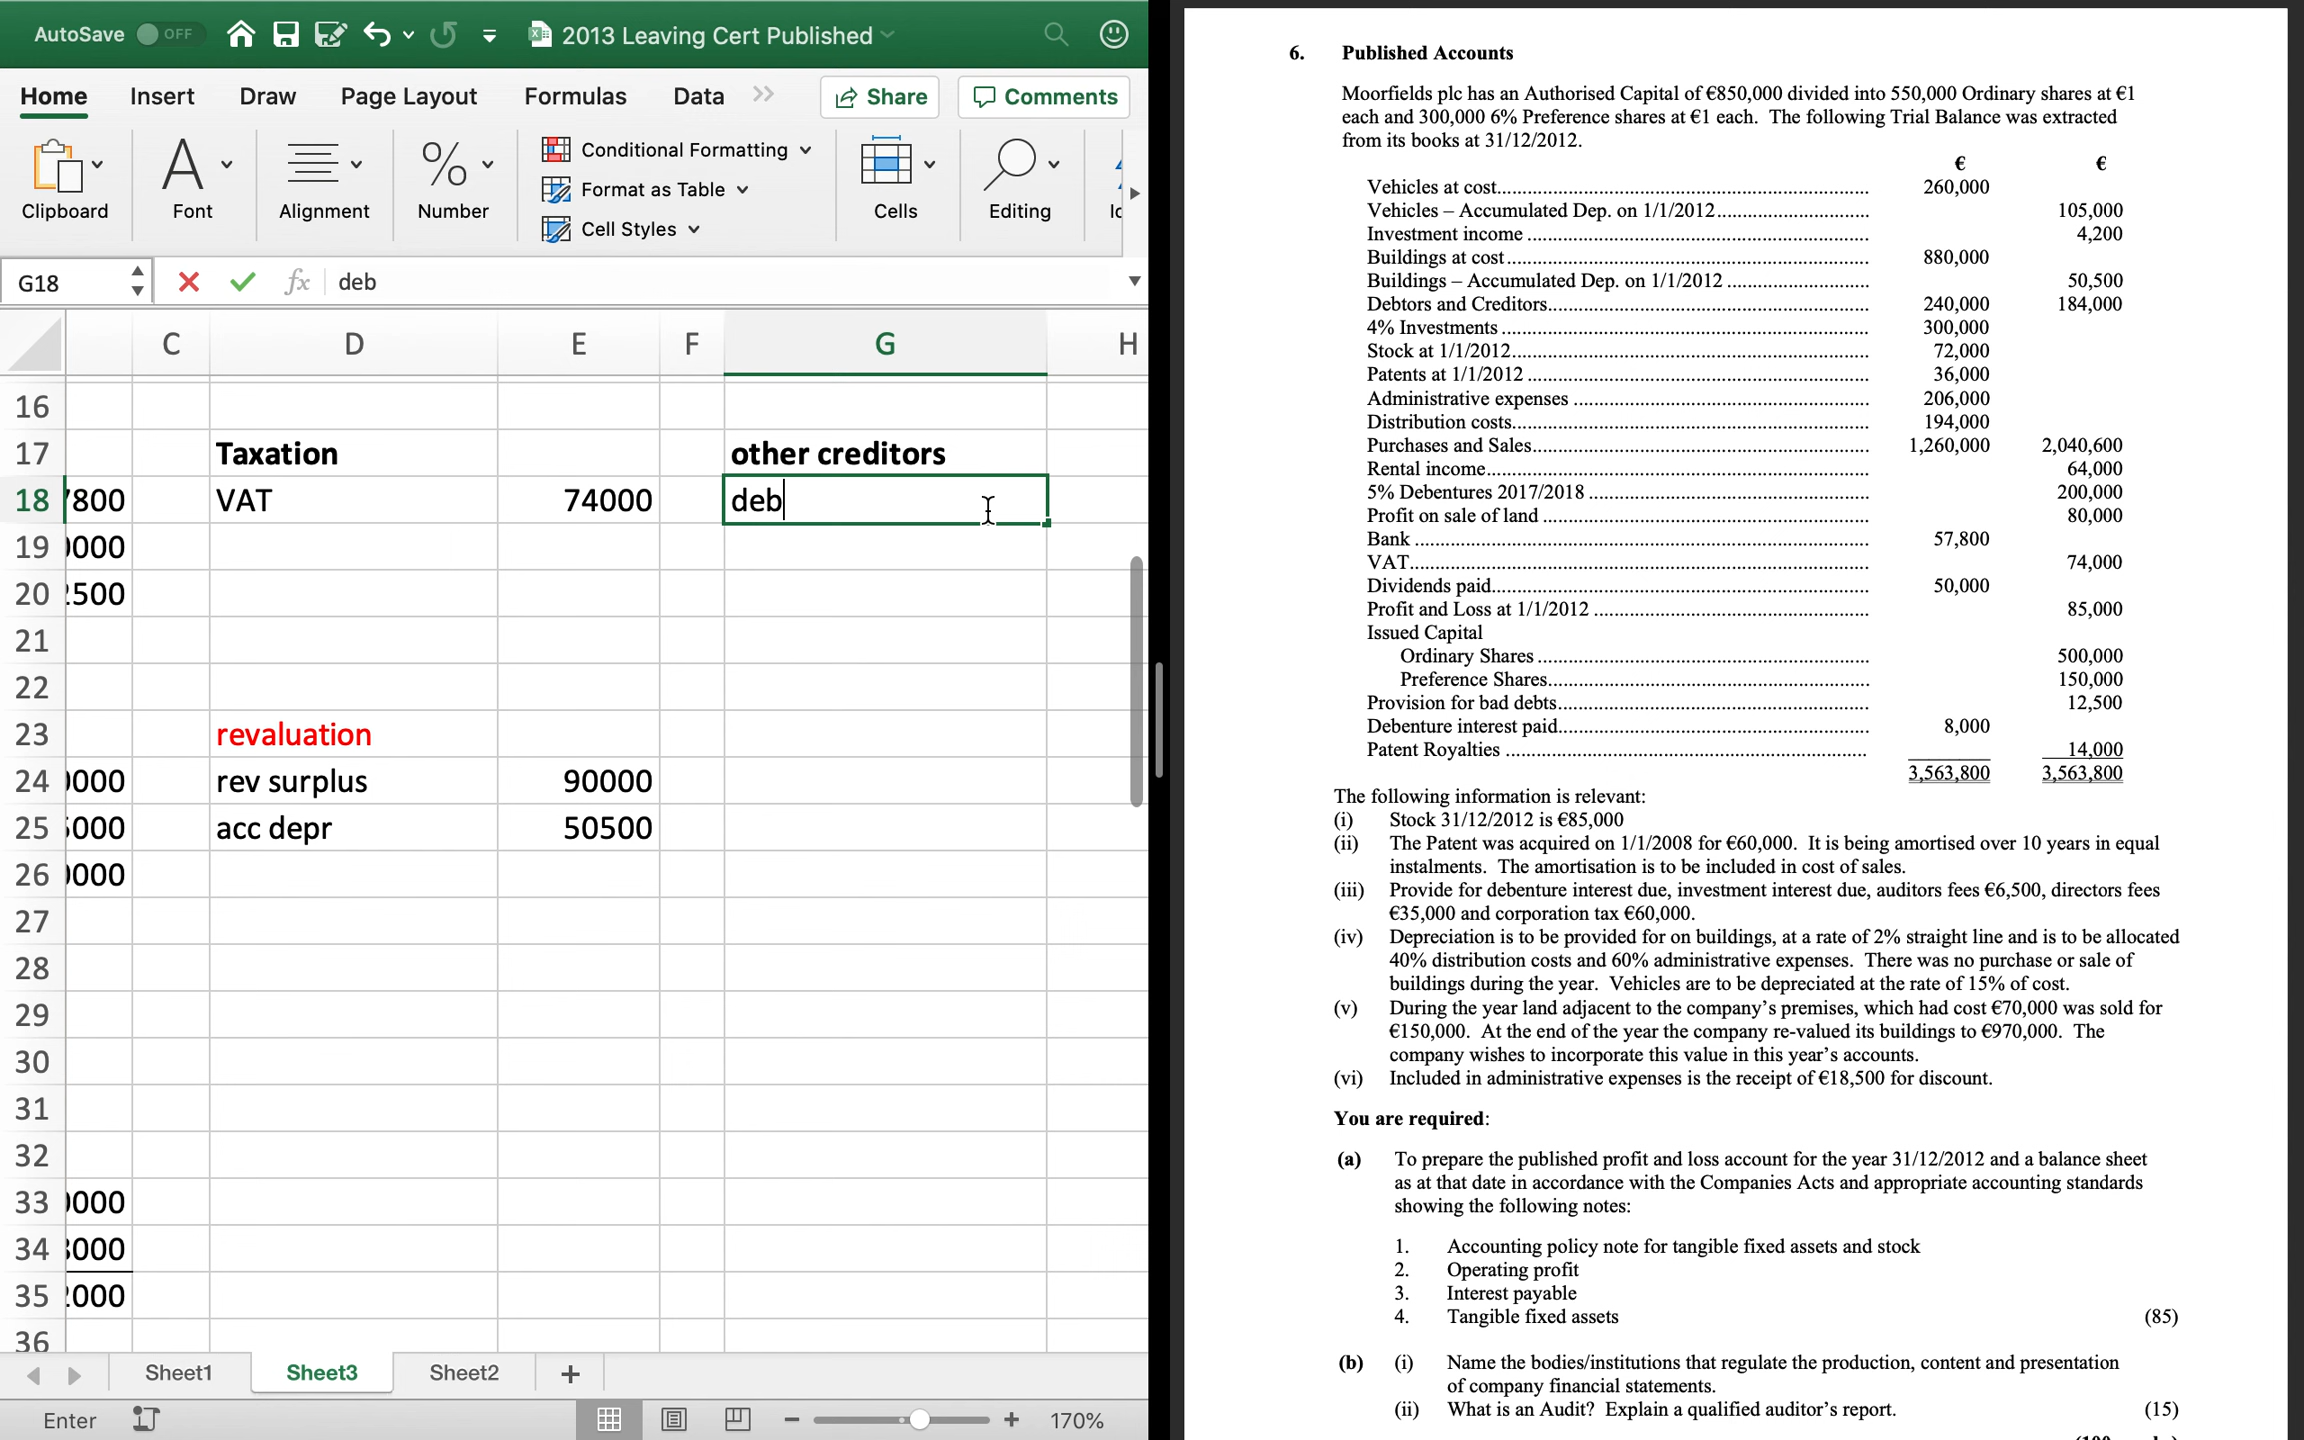 AutoSave OFF 2013 Leaving Cert Published
Home Insert Draw Page Layout Formulas Data Share Comments
Conditional Formatting
Format as Table
Cell Styles
Clipboard Font Alignment Number Cells Editing
G18 fx deb
C D E F G H
16
17 Taxation other creditors
18 7800 VAT 74000 deb
19 0000
20 2500
21
22
23 revaluation
24 0000 rev surplus 90000
25 5000 acc depr 50500
26 0000
27
28
29
30
31
32
33 0000
34 8000
35 2000
36
Sheet1 Sheet3 Sheet2 +
Enter 170%
6. Published Accounts
Moorfields plc has an Authorised Capital of €850,000 divided into 550,000 Ordinary shares at €1
each and 300,000 6% Preference shares at €1 each. The following Trial Balance was extracted
from its books at 31/12/2012.
€ €
Vehicles at cost 260,000
Vehicles – Accumulated Dep. on 1/1/2012 105,000
Investment income 4,200
Buildings at cost 880,000
Buildings – Accumulated Dep. on 1/1/2012 50,500
Debtors and Creditors 240,000 184,000
4% Investments 300,000
Stock at 1/1/2012 72,000
Patents at 1/1/2012 36,000
Administrative expenses 206,000
Distribution costs 194,000
Purchases and Sales 1,260,000 2,040,600
Rental income 64,000
5% Debentures 2017/2018 200,000
Profit on sale of land 80,000
Bank 57,800
VAT 74,000
Dividends paid 50,000
Profit and Loss at 1/1/2012 85,000
Issued Capital
Ordinary Shares 500,000
Preference Shares 150,000
Provision for bad debts 12,500
Debenture interest paid 8,000
Patent Royalties 14,000
3,563,800 3,563,800
The following information is relevant:
(i) Stock 31/12/2012 is €85,000
(ii) The Patent was acquired on 1/1/2008 for €60,000. It is being amortised over 10 years in equal
instalments. The amortisation is to be included in cost of sales.
(iii) Provide for debenture interest due, investment interest due, auditors fees €6,500, directors fees
€35,000 and corporation tax €60,000.
(iv) Depreciation is to be provided for on buildings, at a rate of 2% straight line and is to be allocated
40% distribution costs and 60% administrative expenses. There was no purchase or sale of
buildings during the year. Vehicles are to be depreciated at the rate of 15% of cost.
(v) During the year land adjacent to the company’s premises, which had cost €70,000 was sold for
€150,000. At the end of the year the company re-valued its buildings to €970,000. The
company wishes to incorporate this value in this year’s accounts.
(vi) Included in administrative expenses is the receipt of €18,500 for discount.
You are required:
(a) To prepare the published profit and loss account for the year 31/12/2012 and a balance sheet
as at that date in accordance with the Companies Acts and appropriate accounting standards
showing the following notes:
1. Accounting policy note for tangible fixed assets and stock
2. Operating profit
3. Interest payable
4. Tangible fixed assets (85)
(b) (i) Name the bodies/institutions that regulate the production, content and presentation
of company financial statements.
(ii) What is an Audit? Explain a qualified auditor’s report. (15)